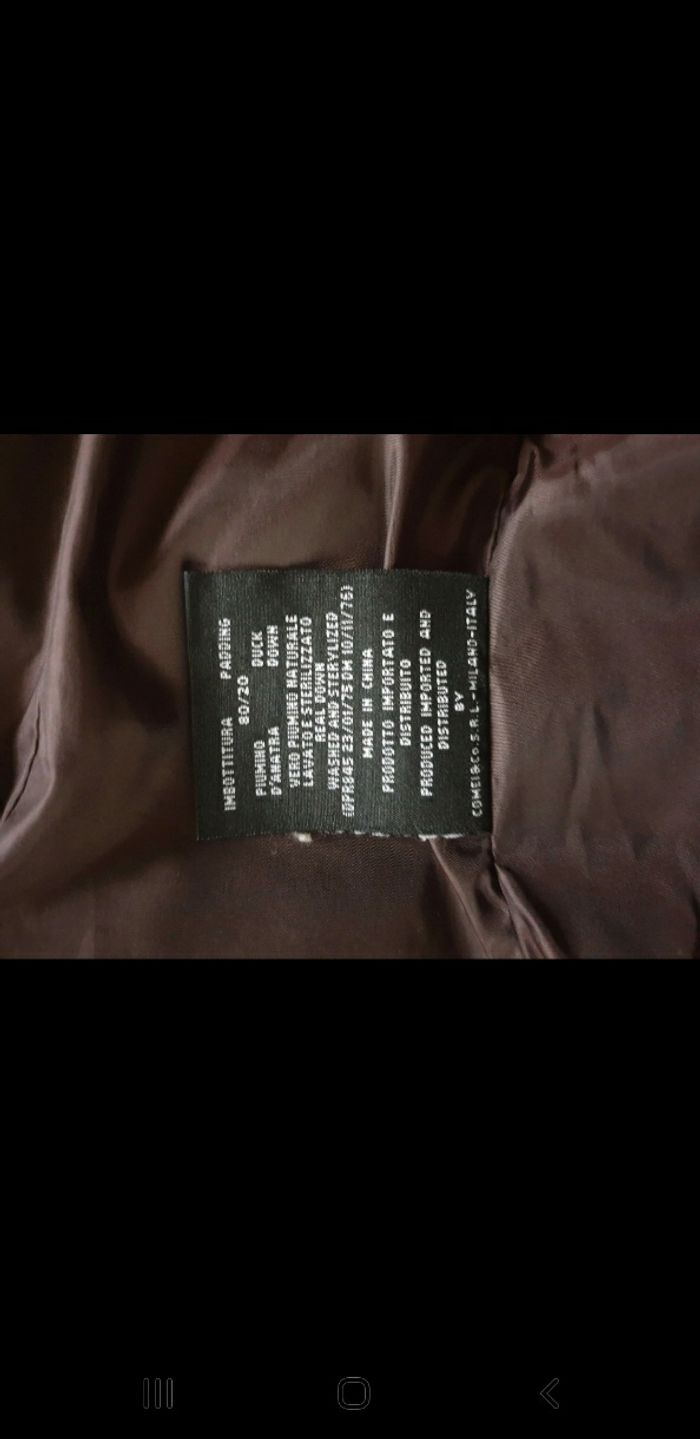 IMBOTTITURA PADDING
80/20
PIUMINO DUCK
D'ANATRA DOWN
VERO PIUMINO NATURALE
LAVATO E STERILIZZATO
REAL DOWN
WASHED AND STERYLIZED
(DPR845 23/01/75 DM 10/11/76)
MADE IN CHINA
PRODOTTO IMPORTATO E
DISTRIBUITO
PRODUCED IMPORTED AND
DISTRIBUTED
BY
COMEI&CO.S.R.L-MILANO-ITALY